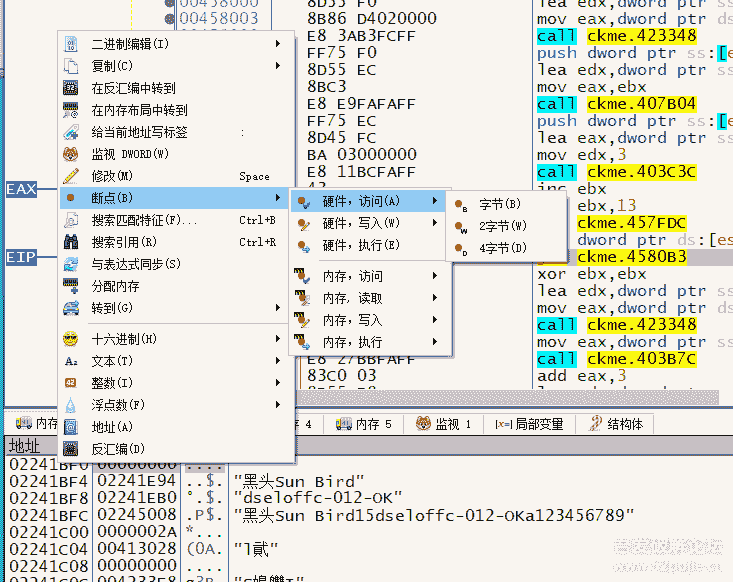 00458000
00458003
8D55 F0
8B86 D4020000
E8 3AB3FCFF
FF75 F0
8D55 EC
8BC3
E8 E9FAFAFF
FF75 EC
8D45 FC
BA 03000000
E8 11BCFAFF
43
lea edx,dword ptr ss
mov eax,dword ptr ds
call ckme.423348
push dword ptr ss:[e
lea edx,dword ptr ss
mov eax,ebx
call ckme.407B04
push dword ptr ss:[e
lea eax,dword ptr ss
mov edx,3
call ckme.403C3C
inc ebx
ebx,13
ckme.457FDC
dword ptr ds:[es
ckme.4580B3
xor ebx,ebx
lea edx,dword ptr ss
mov eax,dword ptr ds
call ckme.423348
mov eax,dword ptr ss
call ckme.403B7C
add eax,3
E8 27BBFAFF
83C0 03
EAX
EIP
二进制编辑(I)
复制(C)
在反汇编中转到
在内存布局中转到
给当前地址写标签 :
监视 DWORD(W)
修改(M) Space
断点(B)
搜索匹配特征(F)... Ctrl+B
搜索引用(R) Ctrl+R
与表达式同步(S)
分配内存
转到(G)
十六进制(H)
文本(T)
整数(I)
浮点数(F)
地址(A)
反汇编(D)
硬件，访问(A)
硬件，写入(W)
硬件，执行(E)
内存，访问
内存，读取
内存，写入
内存，执行
字节(B)
2字节(W)
4字节(D)
内存
4
内存 5
监视 1
[x=] 局部变量
结构体
地址
02241BF0 00000000 ....
02241BF4 02241E94 ..$. "黑头Sun Bird"
02241BF8 02241EB0 °.$. "dseloffc-012-OK"
02241BFC 02245008 .P$. "黑头Sun Bird15dseloffc-012-OKa123456789"
02241C00 0000002A *...
02241C04 00413028 (0A.
02241C08 00000000 ....